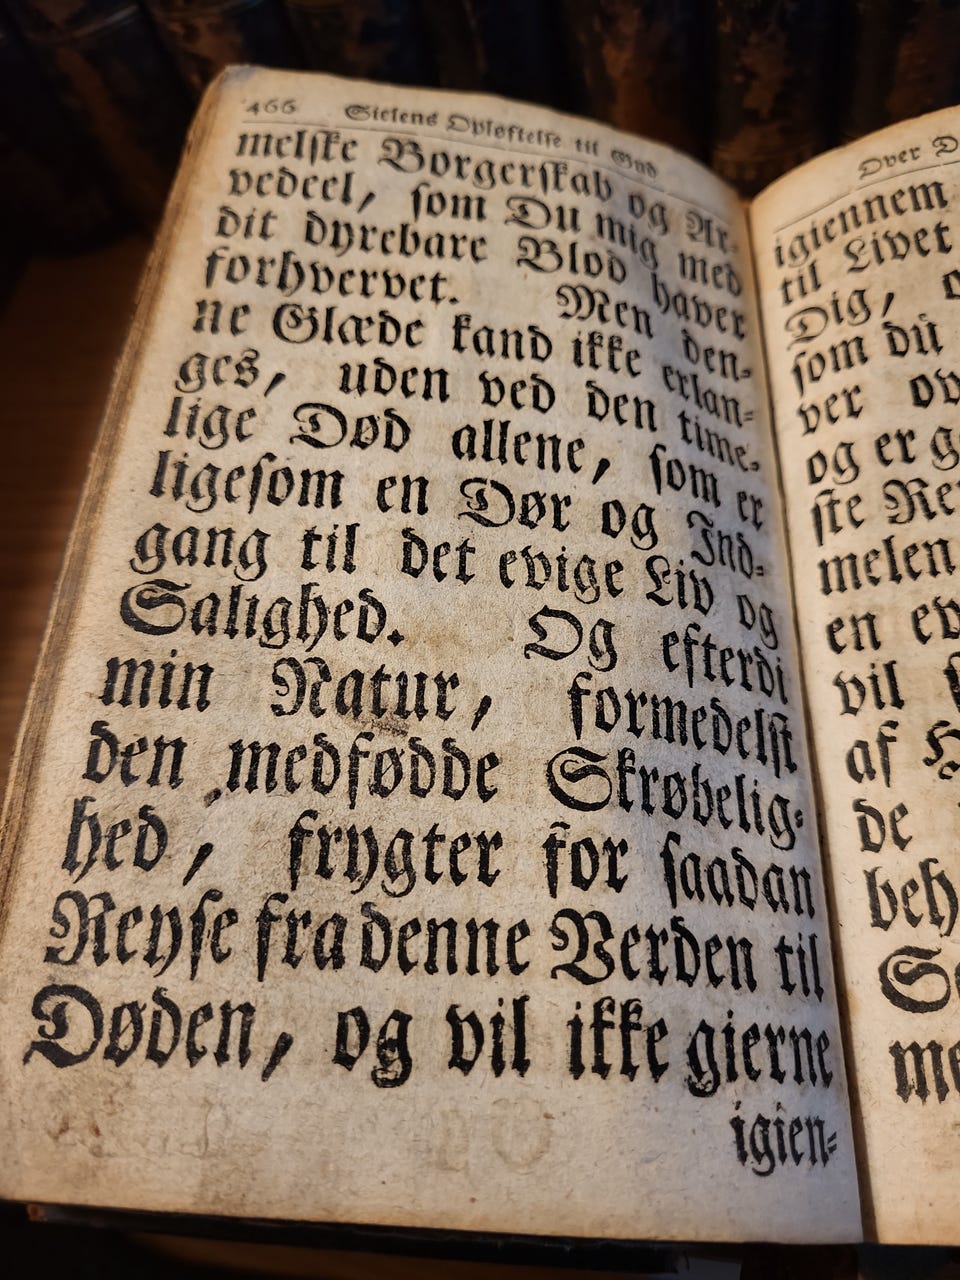 466 Sielens Opløftelse til Gud
melske Borgerskab og Ar-
vedeel, som Du mig med
dit dyrebare Blod haver
forhvervet. Men den-
ne Glæde kand ikke erlan-
ges, uden ved den time-
lige Død allene, som er
ligesom en Dør og Ind-
gang til det evige Liv og
Salighed. Og efterdi
min Natur, formedelst
den medfødde Skrøbelig-
hed, frygter for saadan
Reyse fra denne Verden til
Døden, og vil ikke gierne
igien-
Over D
igiennem
til Livet
Dig, o
som dü
ver ov
og er g
ste Re
melen
en ev
vil
af H
de
beh
S
me